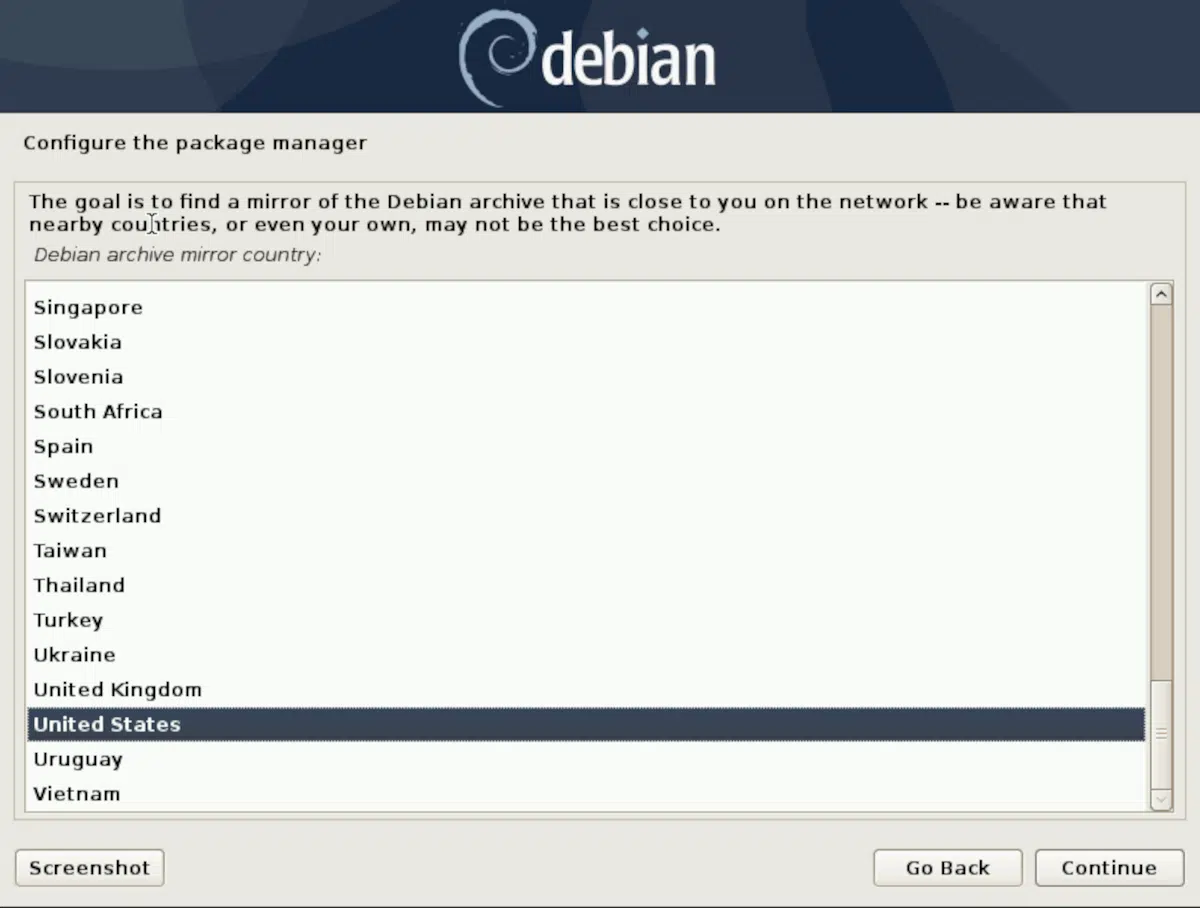 debian
Configure the package manager
The goal is to find a mirror of the Debian archive that is close to you on the network -- be aware that
nearby countries, or even your own, may not be the best choice.
Debian archive mirror country:
Singapore
Slovakia
Slovenia
South Africa
Spain
Sweden
Switzerland
Taiwan
Thailand
Turkey
Ukraine
United Kingdom
United States
Uruguay
Vietnam
Screenshot
Go Back
Continue